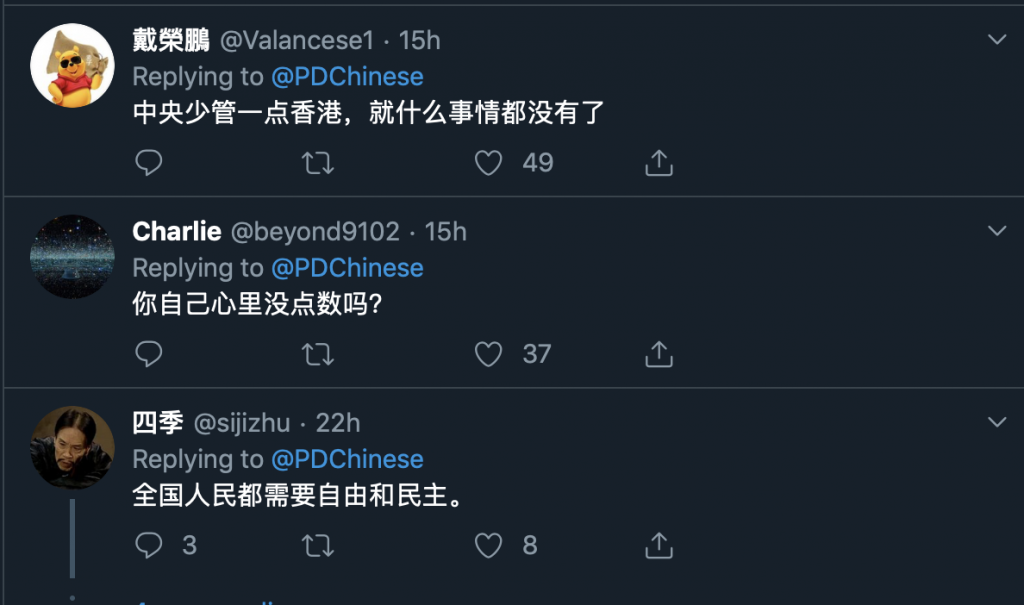 戴榮鵬 @Valancese1 · 15h
Replying to @PDChinese
中央少管一点香港，就什么事情都没有了
49
Charlie @beyond9102 · 15h
Replying to @PDChinese
你自己心里没点数吗？
37
四季 @sijizhu · 22h
Replying to @PDChinese
全国人民都需要自由和民主。
3 8